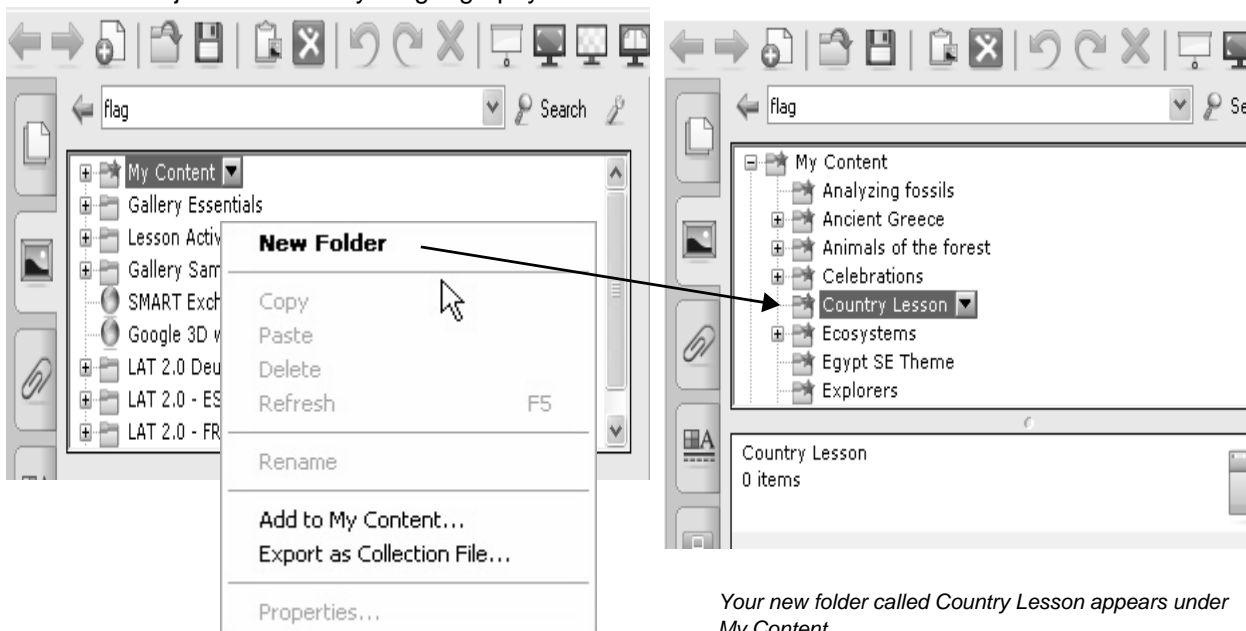 flag
Search
My Content
Gallery Essentials
Lesson Activ
Gallery Sam
SMART Exch
Google 3D w
LAT 2.0 Deu
LAT 2.0 - ES
LAT 2.0 - FR
New Folder
Copy
Paste
Delete
Refresh F5
Rename
Add to My Content...
Export as Collection File...
Properties...
flag
Se
My Content
Analyzing fossils
Ancient Greece
Animals of the forest
Celebrations
Country Lesson
Ecosystems
Egypt SE Theme
Explorers
A
Country Lesson
0 items
Your new folder called Country Lesson appears under
My Content